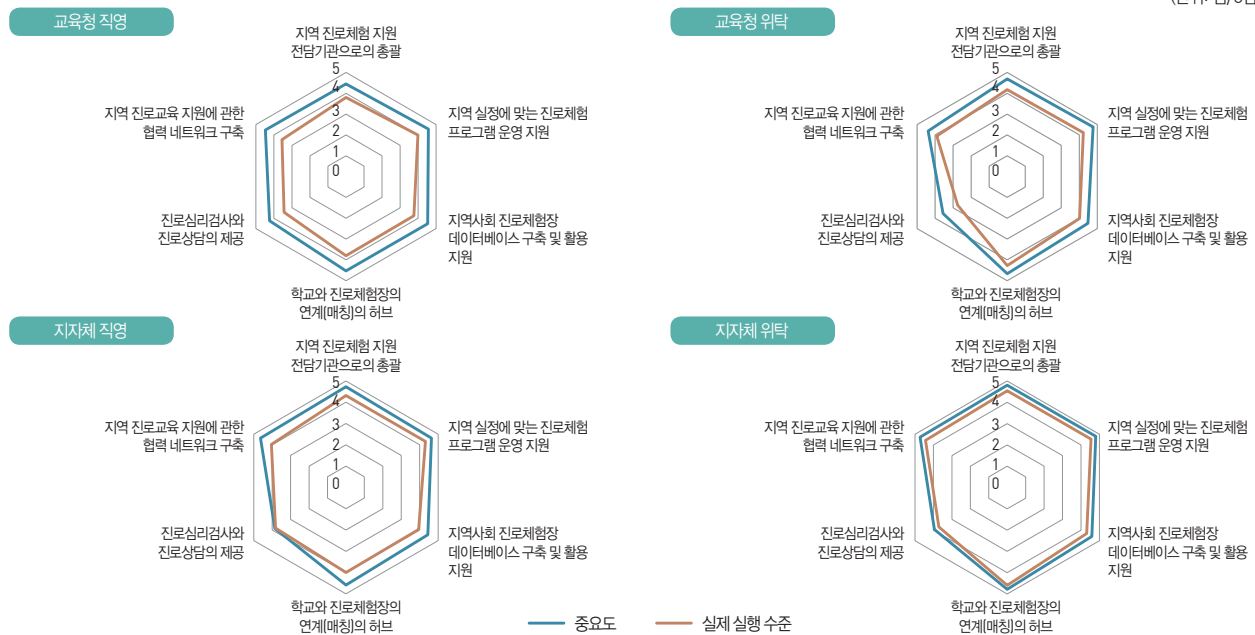 교육청 직영
지역 진로체험 지원
전담기관으로의 총괄
5
4
3
2
1
0
지역 진로교육 지원에 관한
협력 네트워크 구축
지역 실정에 맞는 진로체험
프로그램 운영 지원
진로심리검사와
진로상담의 제공
지역사회 진로체험장
데이터베이스 구축 및 활용
지원
학교와 진로체험장의
연계(매칭)의 허브
교육청 위탁
지역 진로체험 지원
전담기관으로의 총괄
5
4
3
2
1
0
지역 진로교육 지원에 관한
협력 네트워크 구축
지역 실정에 맞는 진로체험
프로그램 운영 지원
진로심리검사와
진로상담의 제공
지역사회 진로체험장
데이터베이스 구축 및 활용
지원
학교와 진로체험장의
연계(매칭)의 허브
지자체 직영
지역 진로체험 지원
전담기관으로의 총괄
5
4
3
2
1
0
지역 진로교육 지원에 관한
협력 네트워크 구축
지역 실정에 맞는 진로체험
프로그램 운영 지원
진로심리검사와
진로상담의 제공
지역사회 진로체험장
데이터베이스 구축 및 활용
지원
학교와 진로체험장의
연계(매칭)의 허브
지자체 위탁
지역 진로체험 지원
전담기관으로의 총괄
5
4
3
2
1
0
지역 진로교육 지원에 관한
협력 네트워크 구축
지역 실정에 맞는 진로체험
프로그램 운영 지원
진로심리검사와
진로상담의 제공
지역사회 진로체험장
데이터베이스 구축 및 활용
지원
학교와 진로체험장의
연계(매칭)의 허브
중요도
실제 실행 수준